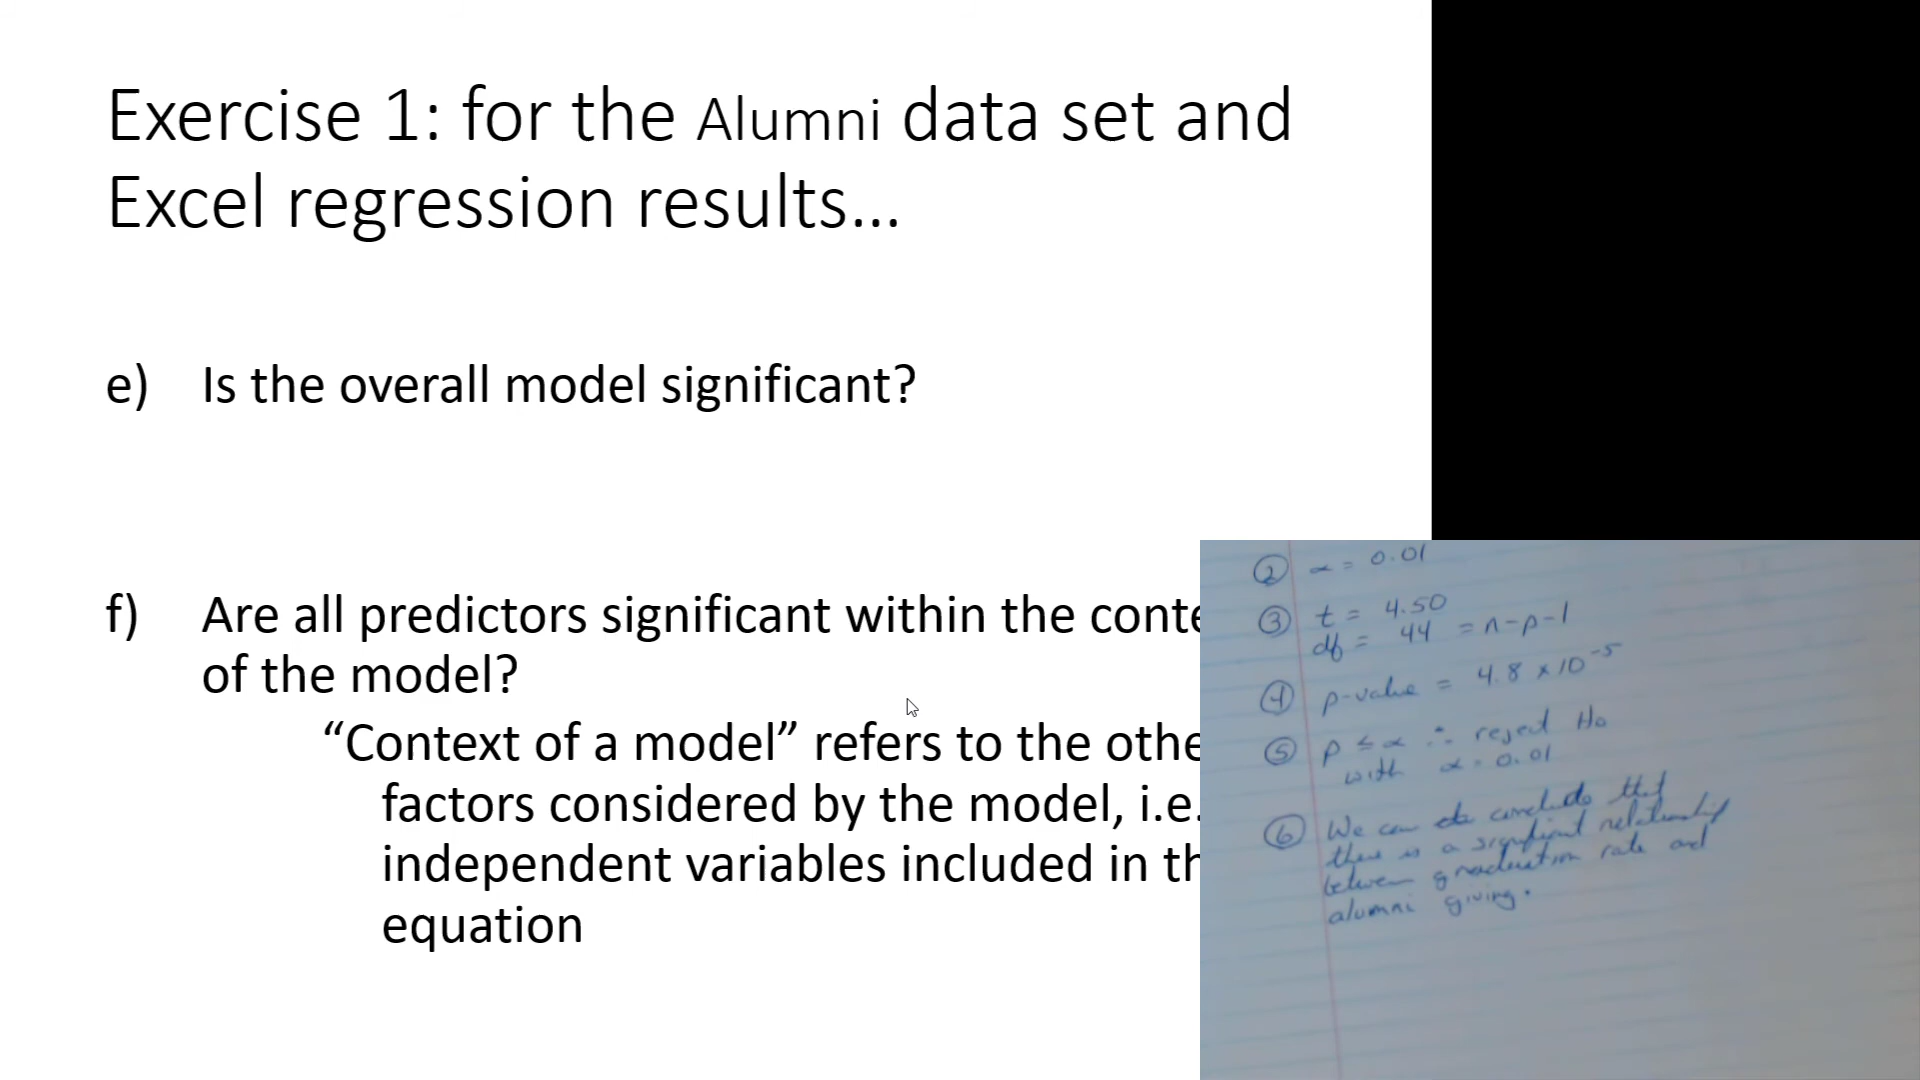 Exercise 1: for the Alumni data set and
Excel regression results...
e) Is the overall model significant?
f) Are all predictors significant within the conte
of the model?
“Context of a model” refers to the othe
factors considered by the model, i.e.
independent variables included in th
equation
② α = 0.01
③ t = 4.50
df = 44 = n-p-1
④ p-value = 4.8 × 10⁻⁵
⑤ p ≤ α ∴ reject H₀
with α = 0.01
⑥ We can conclude that
there is a significant relationship
between graduation rate and
alumni giving.